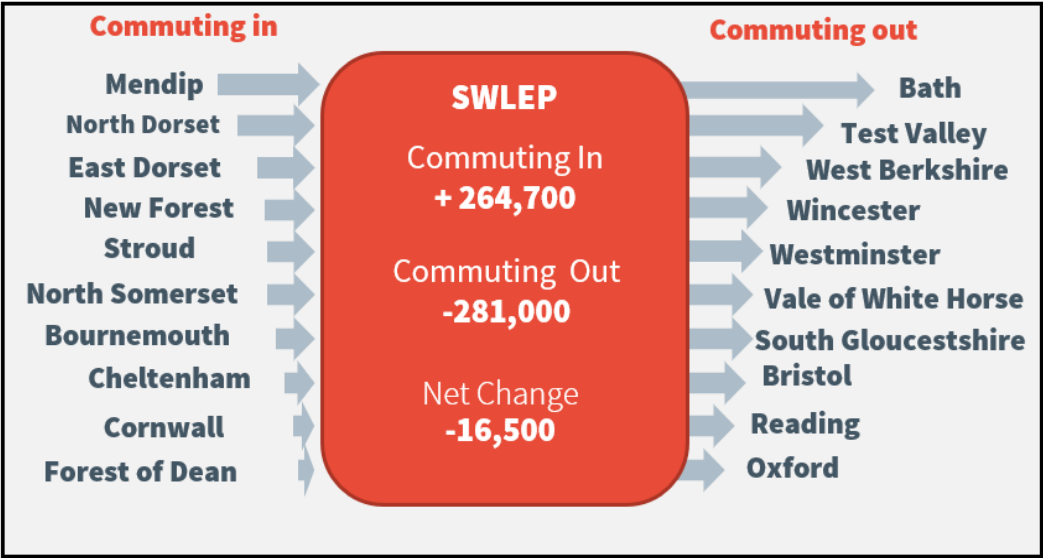 Commuting in
Mendip
North Dorset
East Dorset
New Forest
Stroud
North Somerset
Bournemouth
Cheltenham
Cornwall
Forest of Dean
SWLEP
Commuting In
+ 264,700
Commuting Out
-281,000
Net Change
-16,500
Commuting out
Bath
Test Valley
West Berkshire
Wincester
Westminster
Vale of White Horse
South Gloucestshire
Bristol
Reading
Oxford